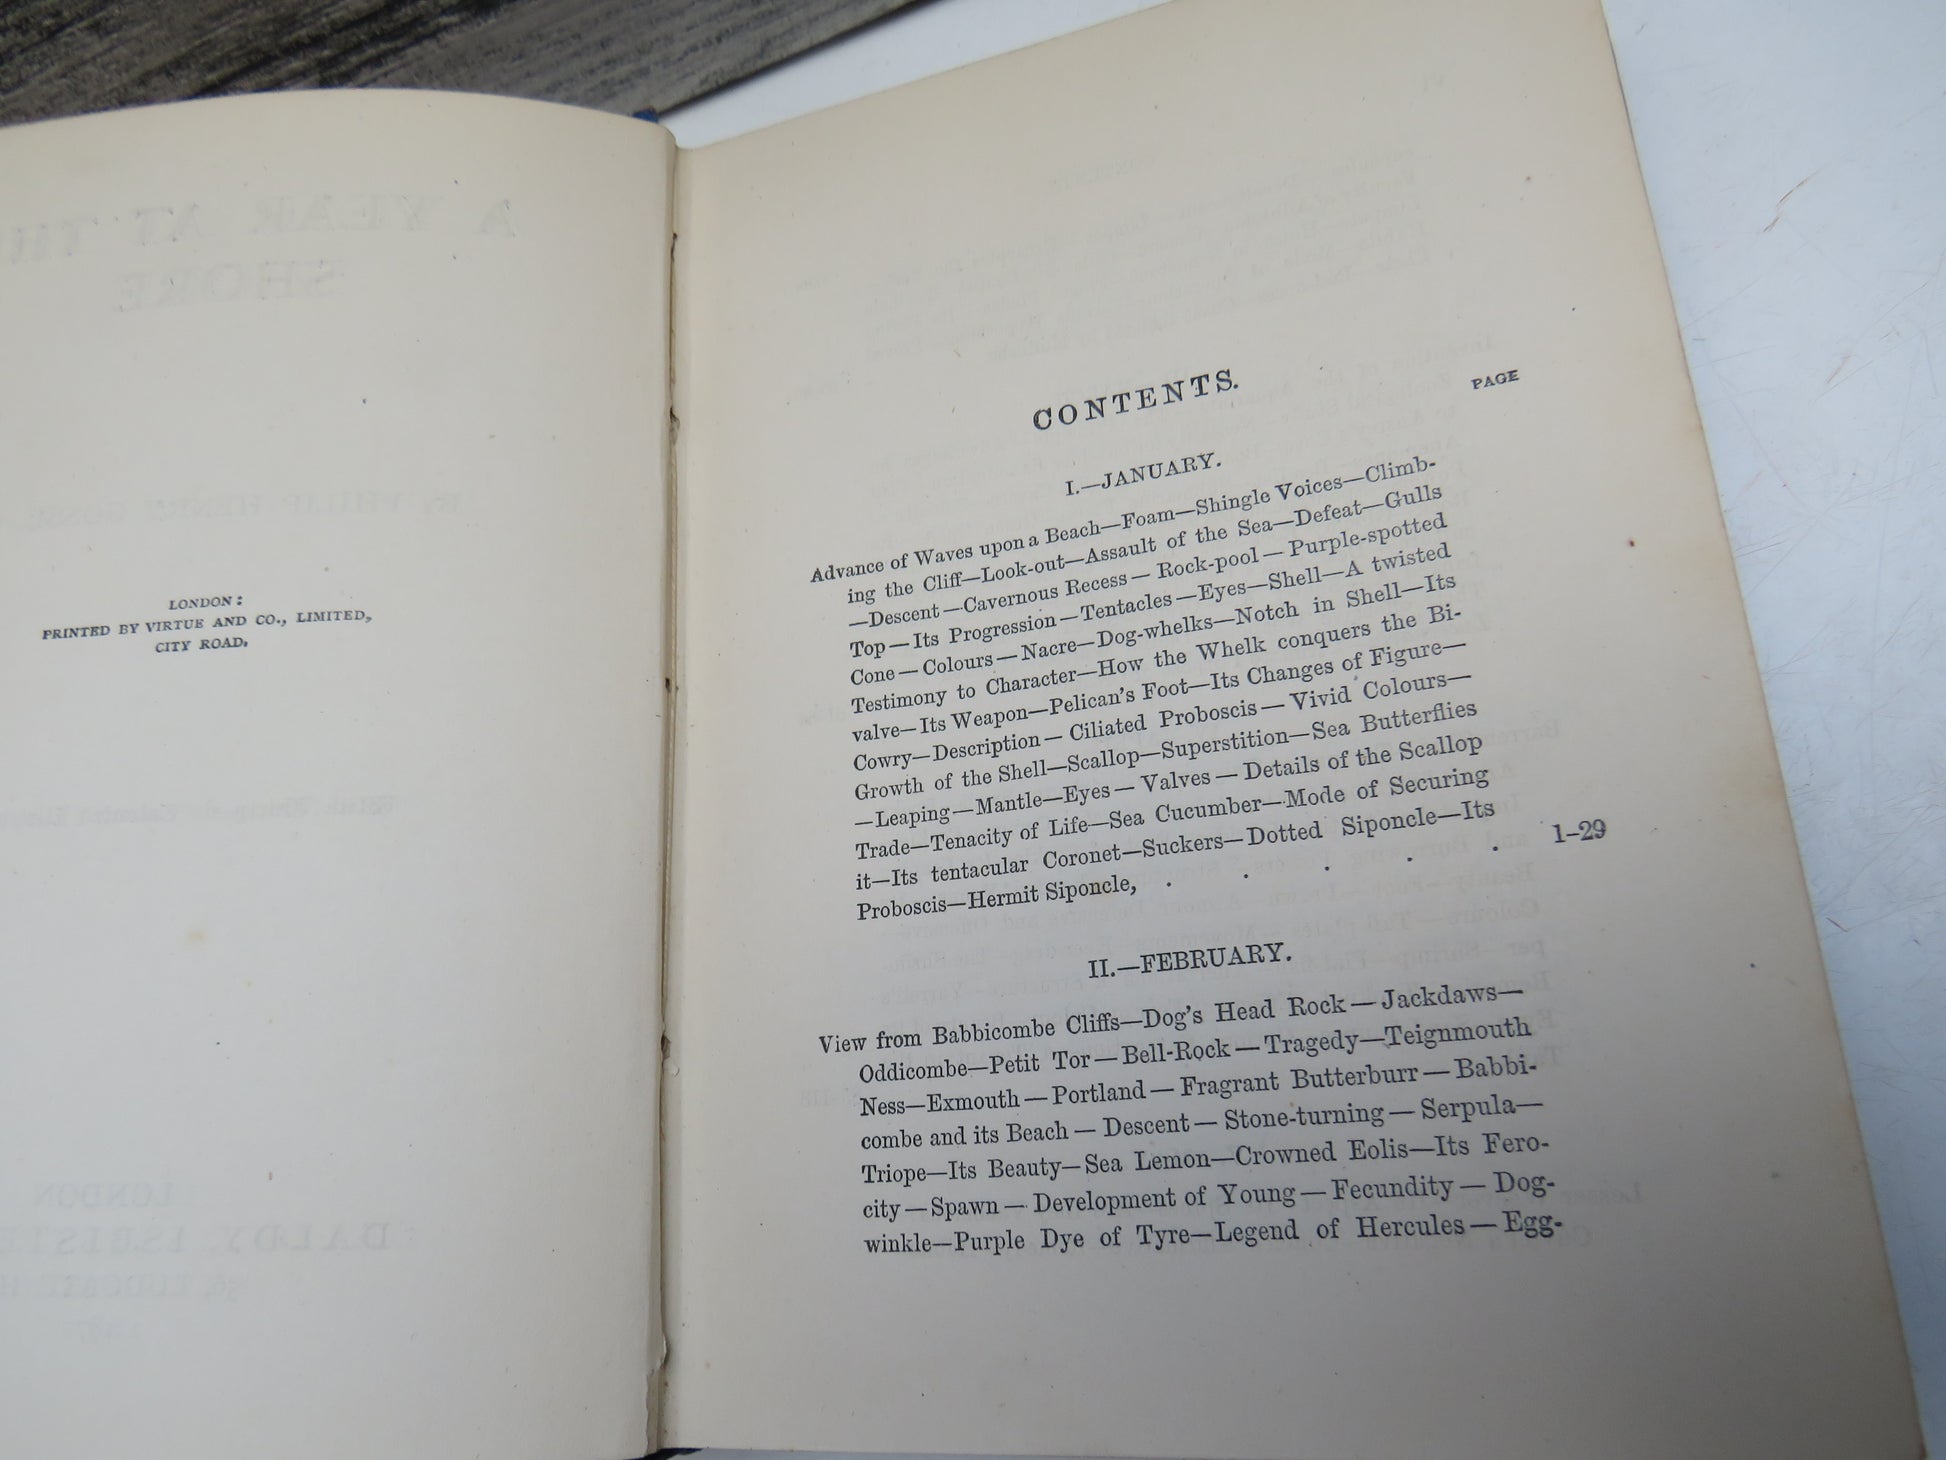 A YEAR AT THE
SHORE
LONDON:
PRINTED BY VIRTUE AND CO., LIMITED,
CITY ROAD.
LONDON
CONTENTS.
PAGE
I.—JANUARY.
Advance of Waves upon a Beach—Foam—Shingle Voices—Climb-
ing the Cliff—Look-out—Assault of the Sea—Defeat—Gulls
—Descent—Cavernous Recess—Rock-pool—Purple-spotted
Top—Its Progression—Tentacles—Eyes—Shell—A twisted
Cone—Colours—Nacre—Dog-whelks—Notch in Shell—Its
Testimony to Character—How the Whelk conquers the Bi-
valve—Its Weapon—Pelican's Foot—Its Changes of Figure—
Cowry—Description—Ciliated Proboscis—Vivid Colours—
Growth of the Shell—Scallop—Superstition—Sea Butterflies
—Leaping—Mantle—Eyes—Valves—Details of the Scallop
Trade—Tenacity of Life—Sea Cucumber—Mode of Securing
it—Its tentacular Coronet—Suckers—Dotted Siponcle—Its
Proboscis—Hermit Siponcle, . . . . . 1-29
II.—FEBRUARY.
View from Babbicombe Cliffs—Dog's Head Rock—Jackdaws—
Oddicombe—Petit Tor—Bell-Rock—Tragedy—Teignmouth
Ness—Exmouth—Portland—Fragrant Butterburr—Babbi-
combe and its Beach—Descent—Stone-turning—Serpula—
Triope—Its Beauty—Sea Lemon—Crowned Eolis—Its Fero-
city—Spawn—Development of Young—Fecundity—Dog-
winkle—Purple Dye of Tyre—Legend of Hercules—Egg-